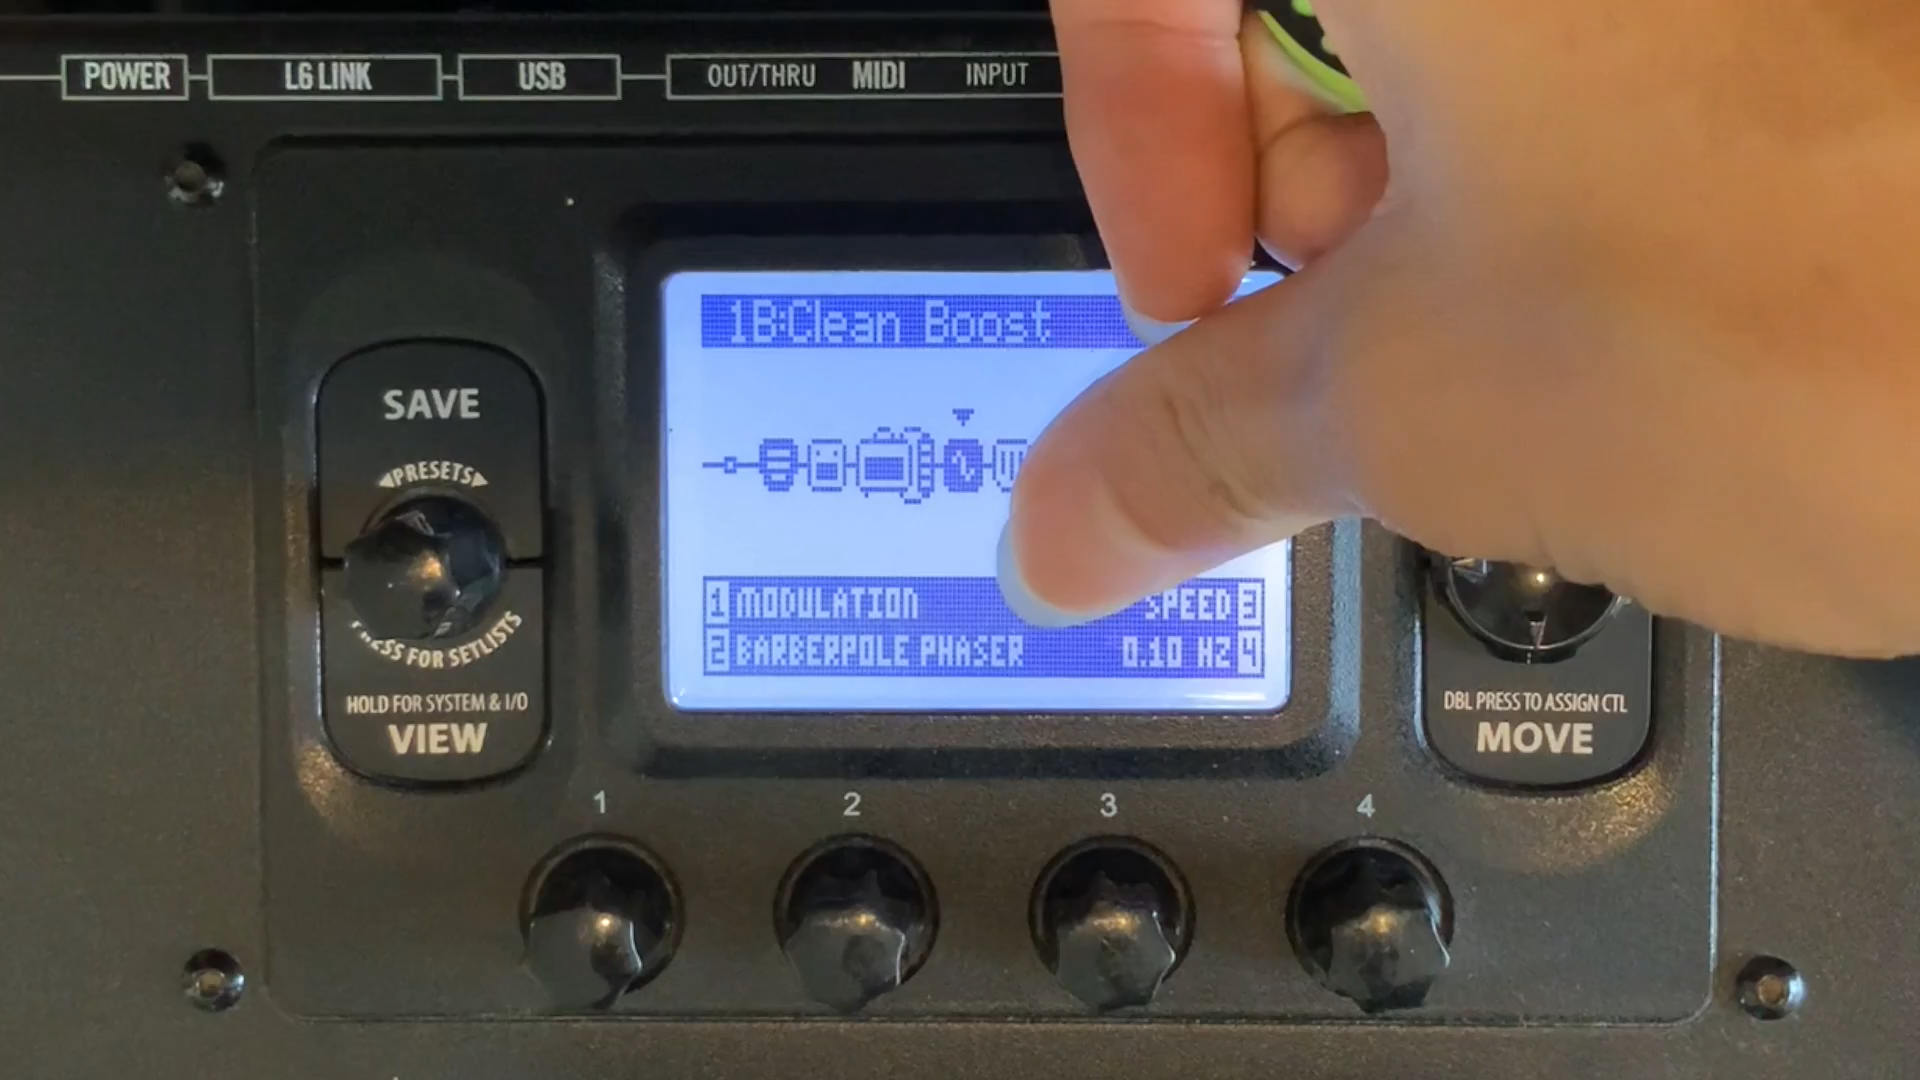 POWER L6 LINK USB OUT/THRU MIDI INPUT
1B:Clean Boost
SAVE
PRESETS
FOR SETLISTS
HOLD FOR SYSTEM & I/O
VIEW
1 MODULATION SPEED 3
2 BARBERPOLE PHASER 0.10 HZ 4
DBL PRESS TO ASSIGN CTL
MOVE
1 2 3 4